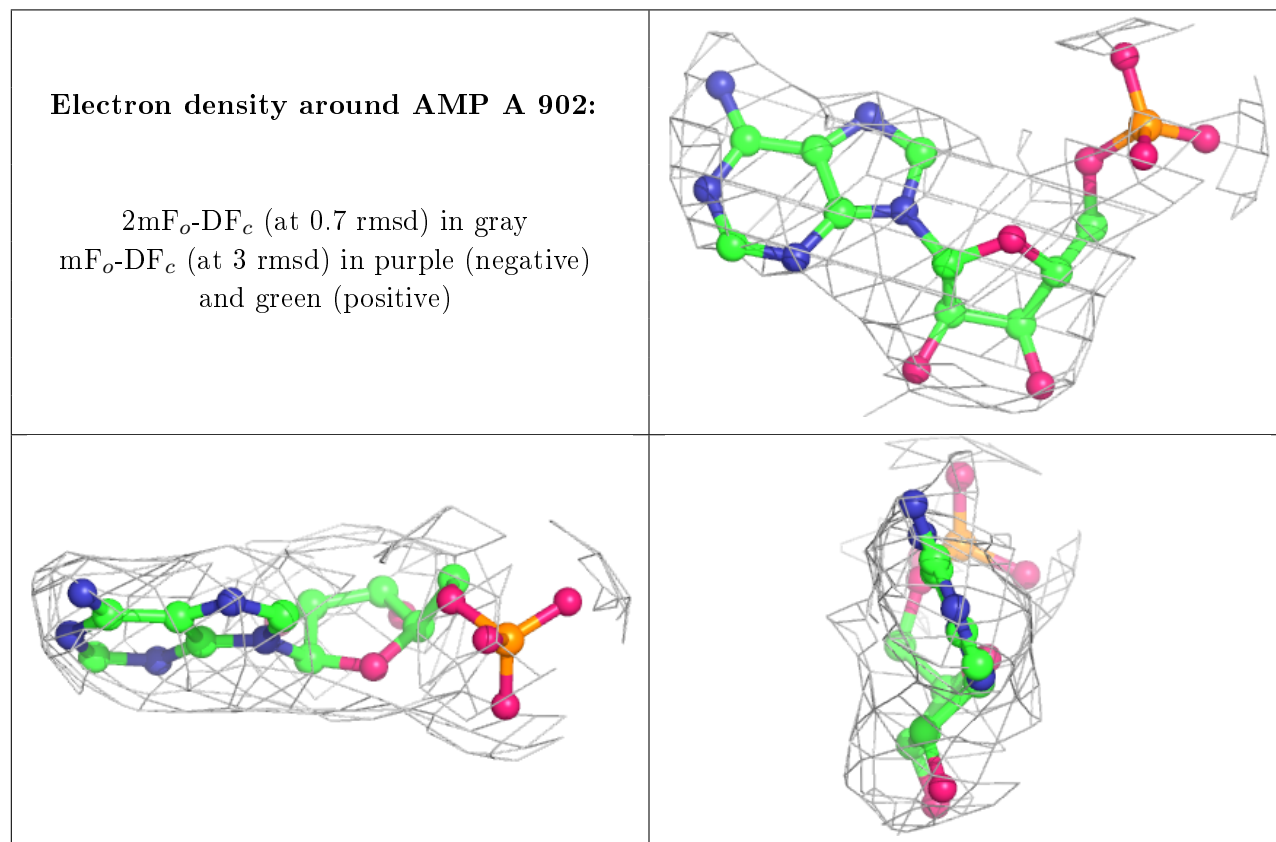 Electron density around AMP A 902:
2mFₒ-DF𝒸 (at 0.7 rmsd) in gray
mFₒ-DF𝒸 (at 3 rmsd) in purple (negative)
and green (positive)